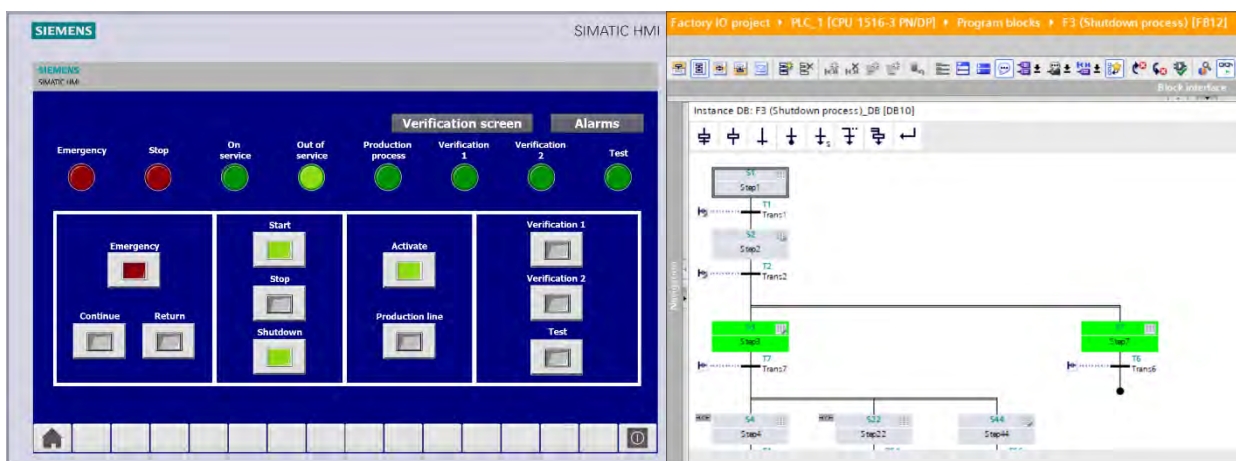 SIEMENS
SIMATIC HMI
SIEMENS
SIMATIC HMI
Verification screen
Alarms
Emergency
Stop
On service
Out of service
Production process
Verification 1
Verification 2
Test
Emergency
Continue
Return
Start
Stop
Shutdown
Activate
Production line
Verification 1
Verification 2
Test
Factory IO project ▸ PLC_1 [CPU 1516-3 PN/DP] ▸ Program blocks ▸ F3 (Shutdown process) [FB12]
Block interface
Instance DB: F3 (Shutdown process)_DB [DB10]
Navigation
S1
Step1
T1
Trans1
S2
Step2
T2
Trans2
Step3
Step7
T7
Trans7
T6
Trans6
S4
Step4
S22
Step22
S44
Step44